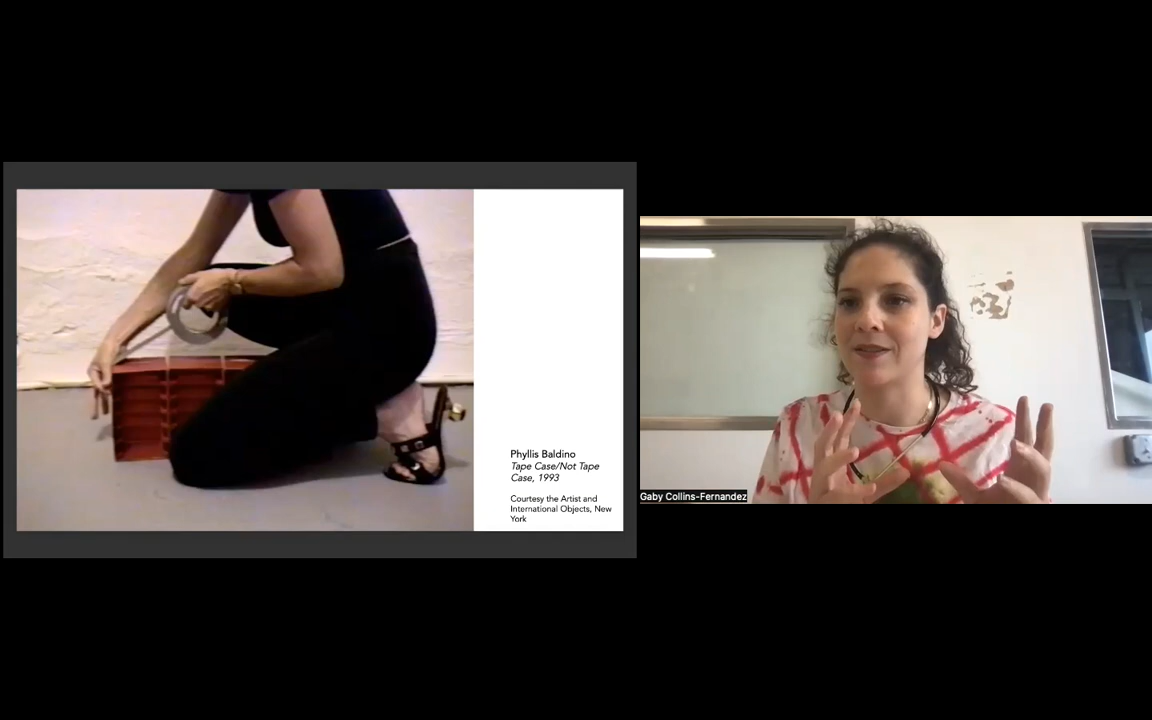 Phyllis Baldino
Tape Case/Not Tape
Case, 1993
Courtesy the Artist and
International Objects, New
York
Gaby Collins-Fernandez